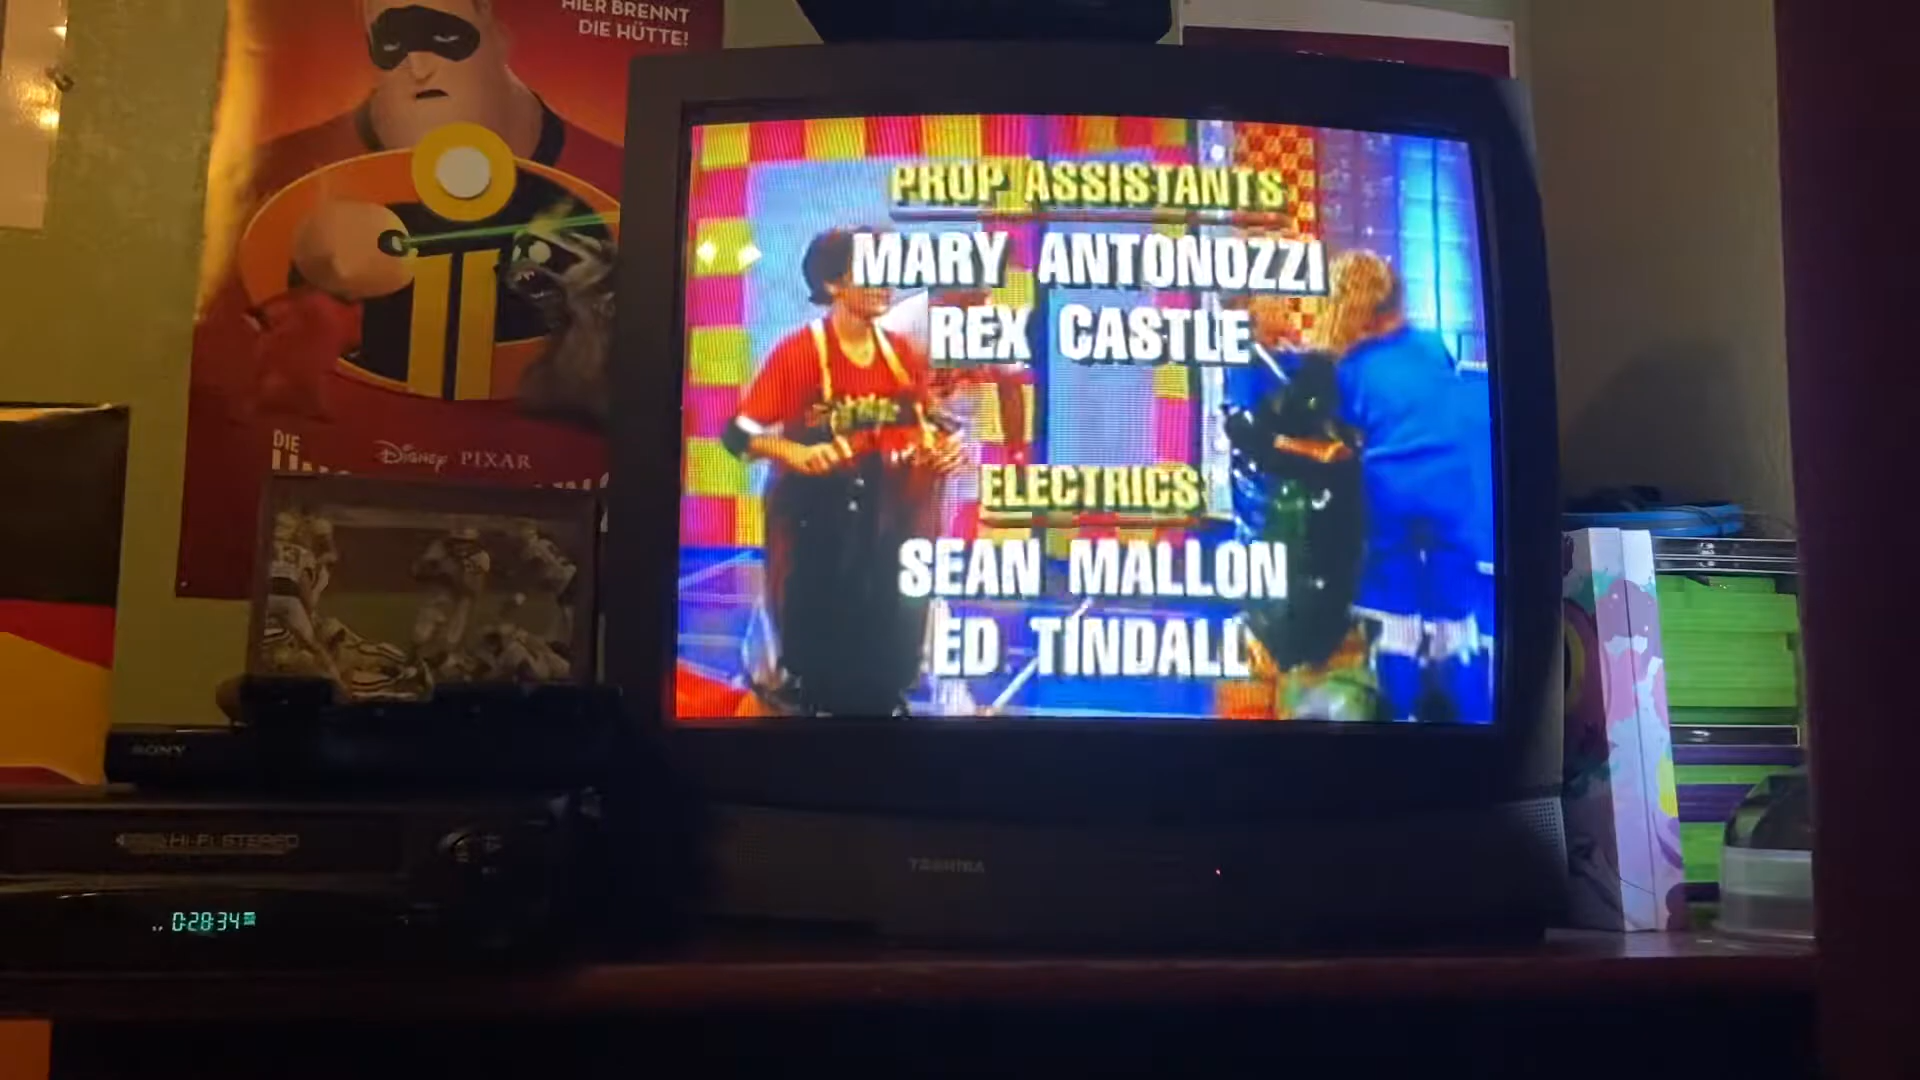 HIER BRENNT
DIE HÜTTE!
DIE
DISNEY PIXAR
PROP ASSISTANTS
MARY ANTONOZZI
REX CASTLE
ELECTRICS
SEAN MALLON
ED TINDALL
SONY
HI-FI STEREO
TOSHIBA
0:28:34